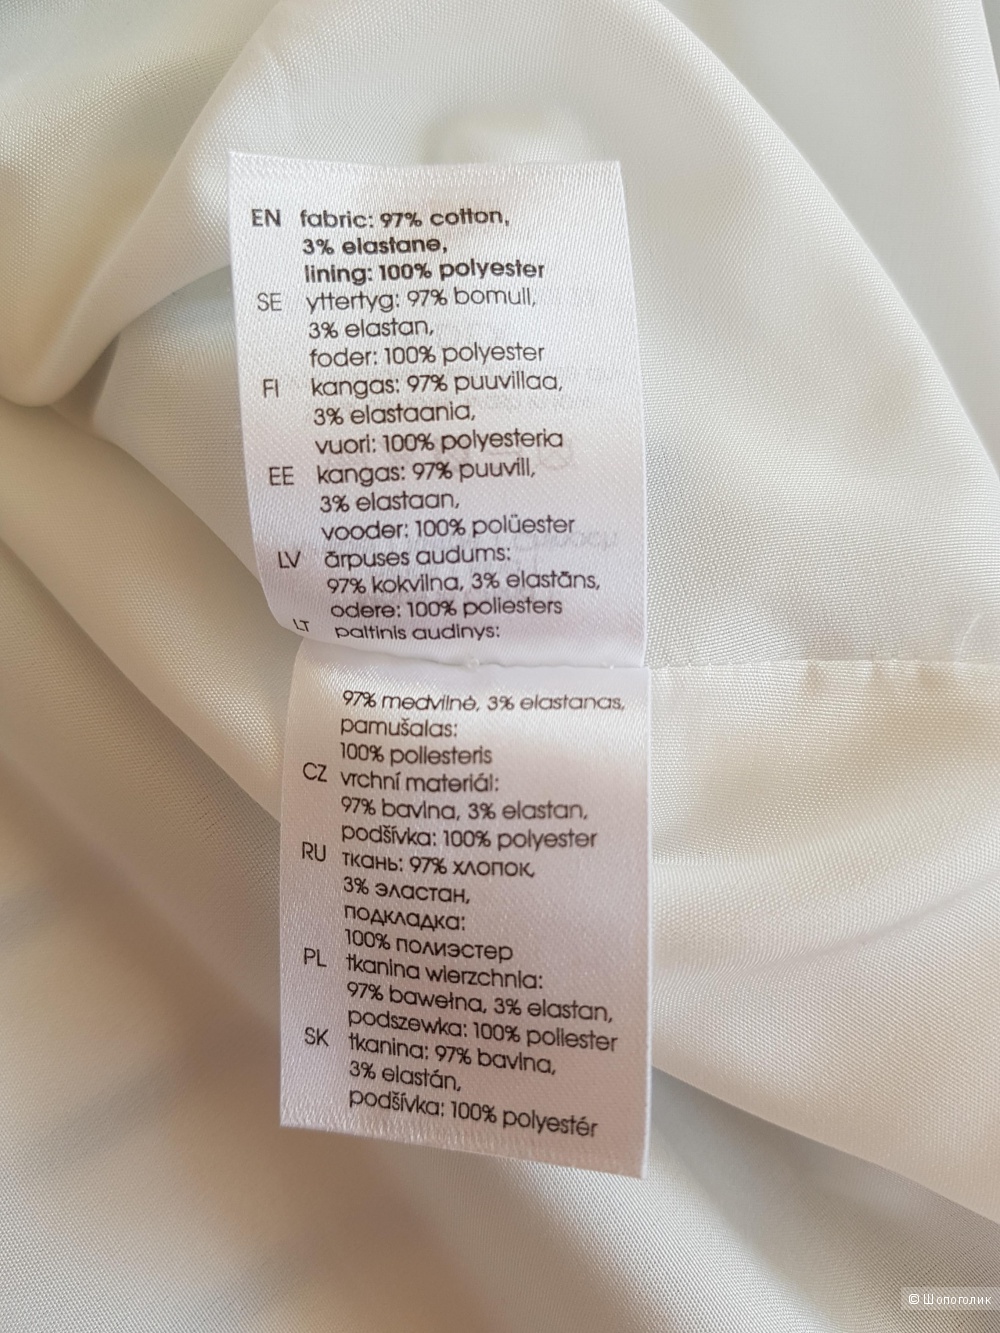 EN fabric: 97% cotton,
3% elastane,
lining: 100% polyester
SE yttertyg: 97% bomull,
3% elastan,
foder: 100% polyester
FI kangas: 97% puuvillaa,
3% elastaania,
vuori: 100% polyesteria
EE kangas: 97% puuvill,
3% elastaan,
vooder: 100% polüester
LV ārpuses audums:
97% kokvilna, 3% elastāns,
odere: 100% poliesters
LT paltinis audinys:
97% medvilnė, 3% elastanas,
pamušalas:
100% poliesteris
CZ vrchní materiál:
97% bavlna, 3% elastan,
podšívka: 100% polyester
RU ткань: 97% хлопок,
3% эластан,
подкладка:
100% полиэстер
PL tkanina wierzchnia:
97% bawełna, 3% elastan,
podszewka: 100% poliester
SK tkanina: 97% bavlna,
3% elastán,
podšívka: 100% polyestér
© Шопоголик